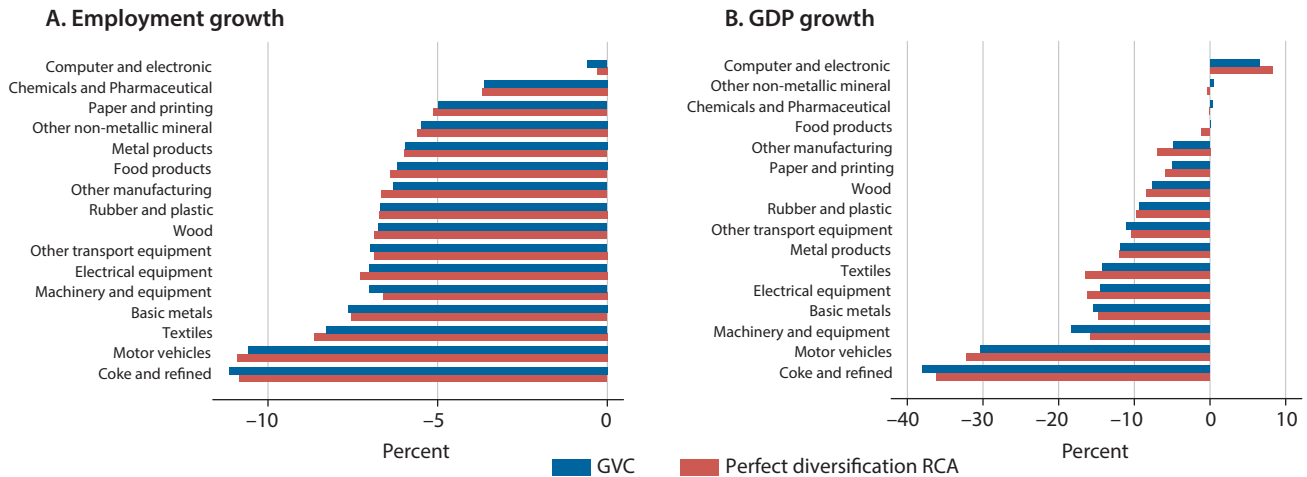 A. Employment growth
Computer and electronic
Chemicals and Pharmaceutical
Paper and printing
Other non-metallic mineral
Metal products
Food products
Other manufacturing
Rubber and plastic
Wood
Other transport equipment
Electrical equipment
Machinery and equipment
Basic metals
Textiles
Motor vehicles
Coke and refined
–10 –5 0
Percent
B. GDP growth
Computer and electronic
Other non-metallic mineral
Chemicals and Pharmaceutical
Food products
Other manufacturing
Paper and printing
Wood
Rubber and plastic
Other transport equipment
Metal products
Textiles
Electrical equipment
Basic metals
Machinery and equipment
Motor vehicles
Coke and refined
–40 –30 –20 –10 0 10
Percent
GVC Perfect diversification RCA